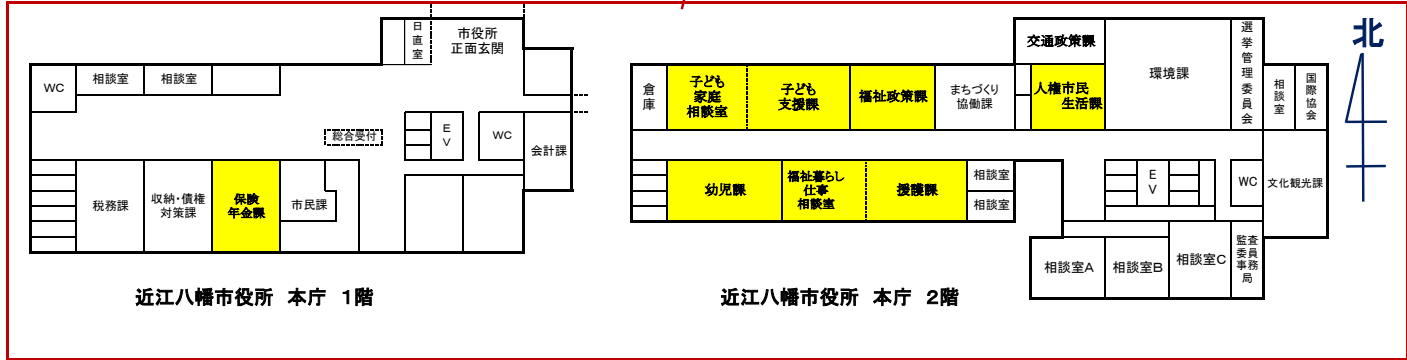 日直室
市役所
正面玄関
WC
相談室
相談室
総合受付
EV
WC
会計課
税務課
収納・債権
対策課
保険
年金課
市民課
近江八幡市役所 本庁 1階
倉庫
子ども
家庭
相談室
子ども
支援課
福祉政策課
まちづくり
協働課
交通政策課
人権市民
生活課
環境課
選挙管理委員会
相談室
国際協会
北
幼児課
福祉暮らし
仕事
相談室
援護課
相談室
相談室
EV
WC
文化観光課
相談室A
相談室B
相談室C
監査委員事務局
近江八幡市役所 本庁 2階